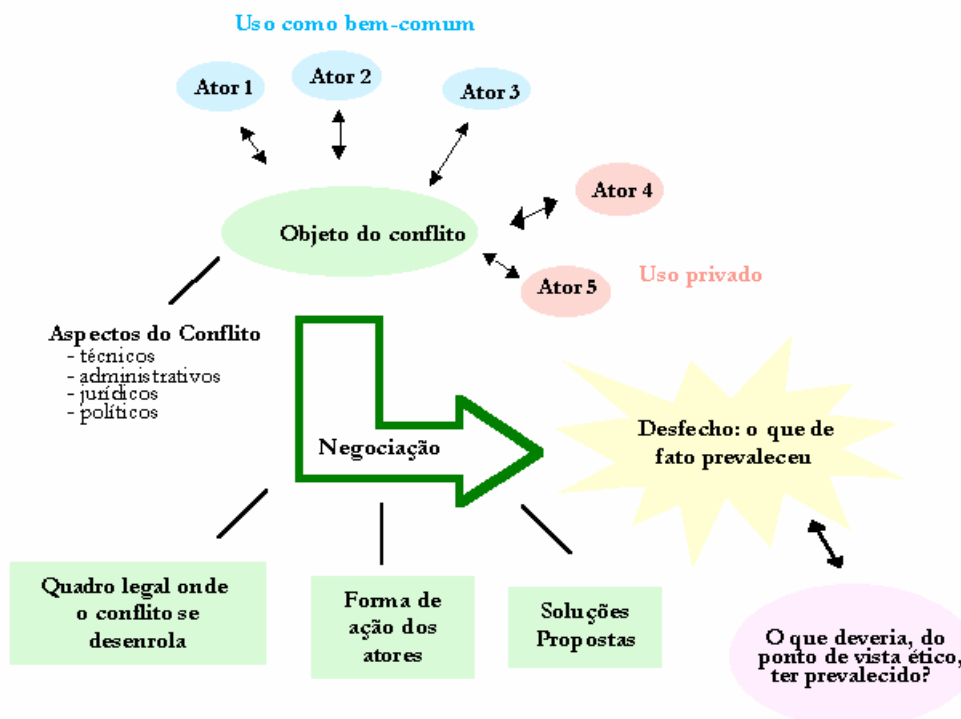 Uso como bem-comum
Ator 1
Ator 2
Ator 3
Ator 4
Objeto do conflito
Ator 5
Uso privado
Aspectos do Conflito
- técnicos
- administrativos
- jurídicos
- políticos
Negociação
Desfecho: o que de
fato prevaleceu
Quadro legal onde
o conflito se
desenrola
Forma de
ação dos
atores
Soluções
Propostas
O que deveria, do
ponto de vista ético,
ter prevalecido?